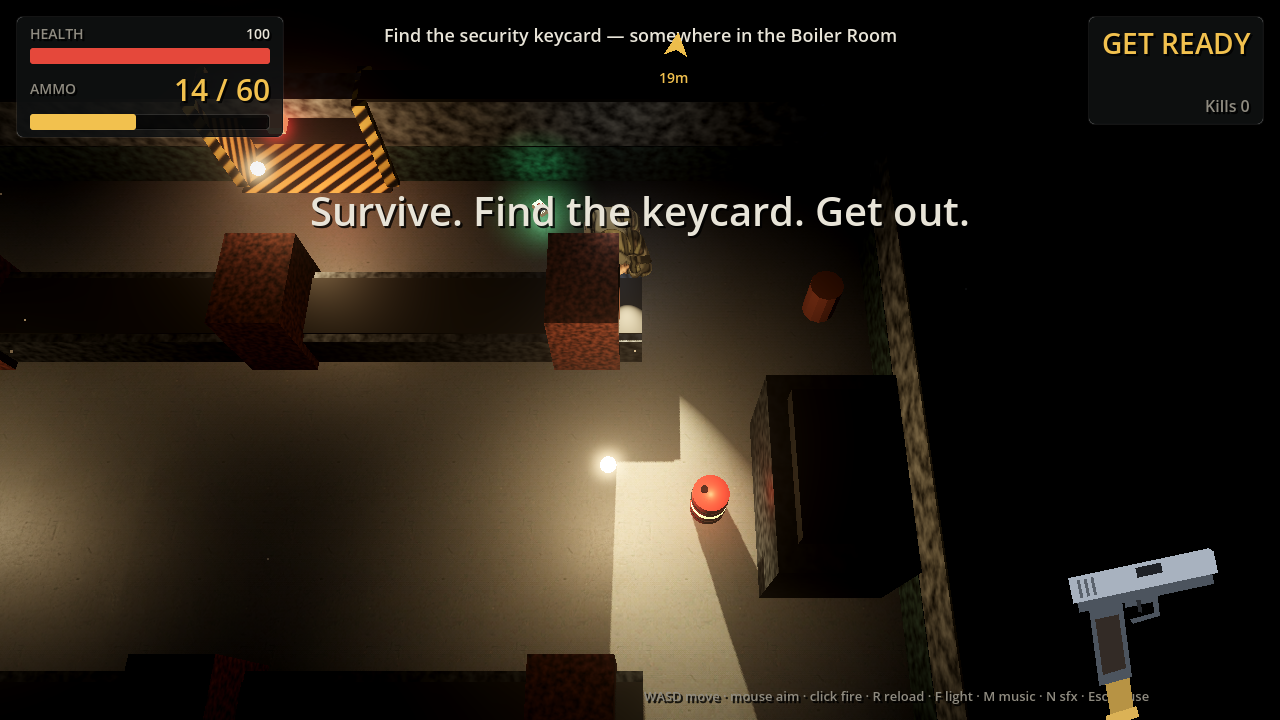 HEALTH 100
AMMO 14 / 60
Find the security keycard — somewhere in the Boiler Room
19m
GET READY
Kills 0
Survive. Find the keycard. Get out.
WASD move · mouse aim · click fire · R reload · F light · M music · N sfx ·